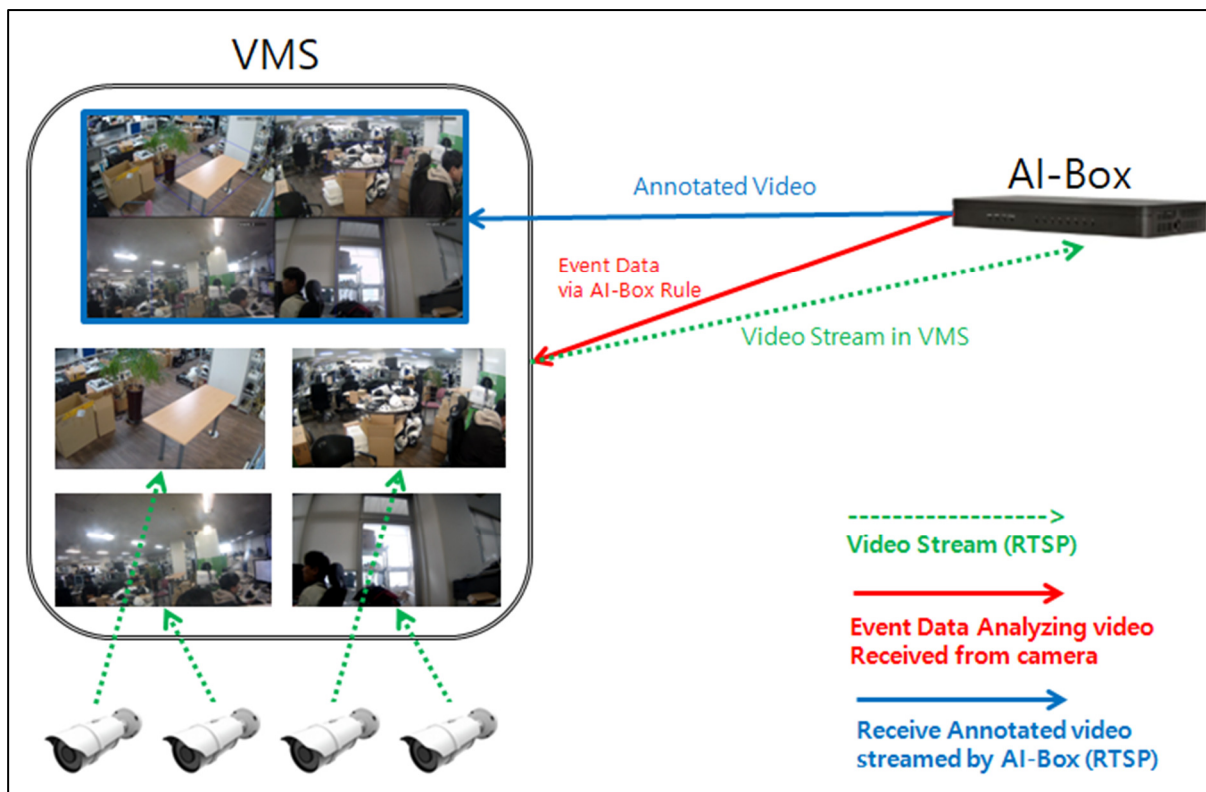 VMS
AI-Box
Annotated Video
Event Data
via AI-Box Rule
Video Stream in VMS
Video Stream (RTSP)
Event Data Analyzing video
Received from camera
Receive Annotated video
streamed by AI-Box (RTSP)